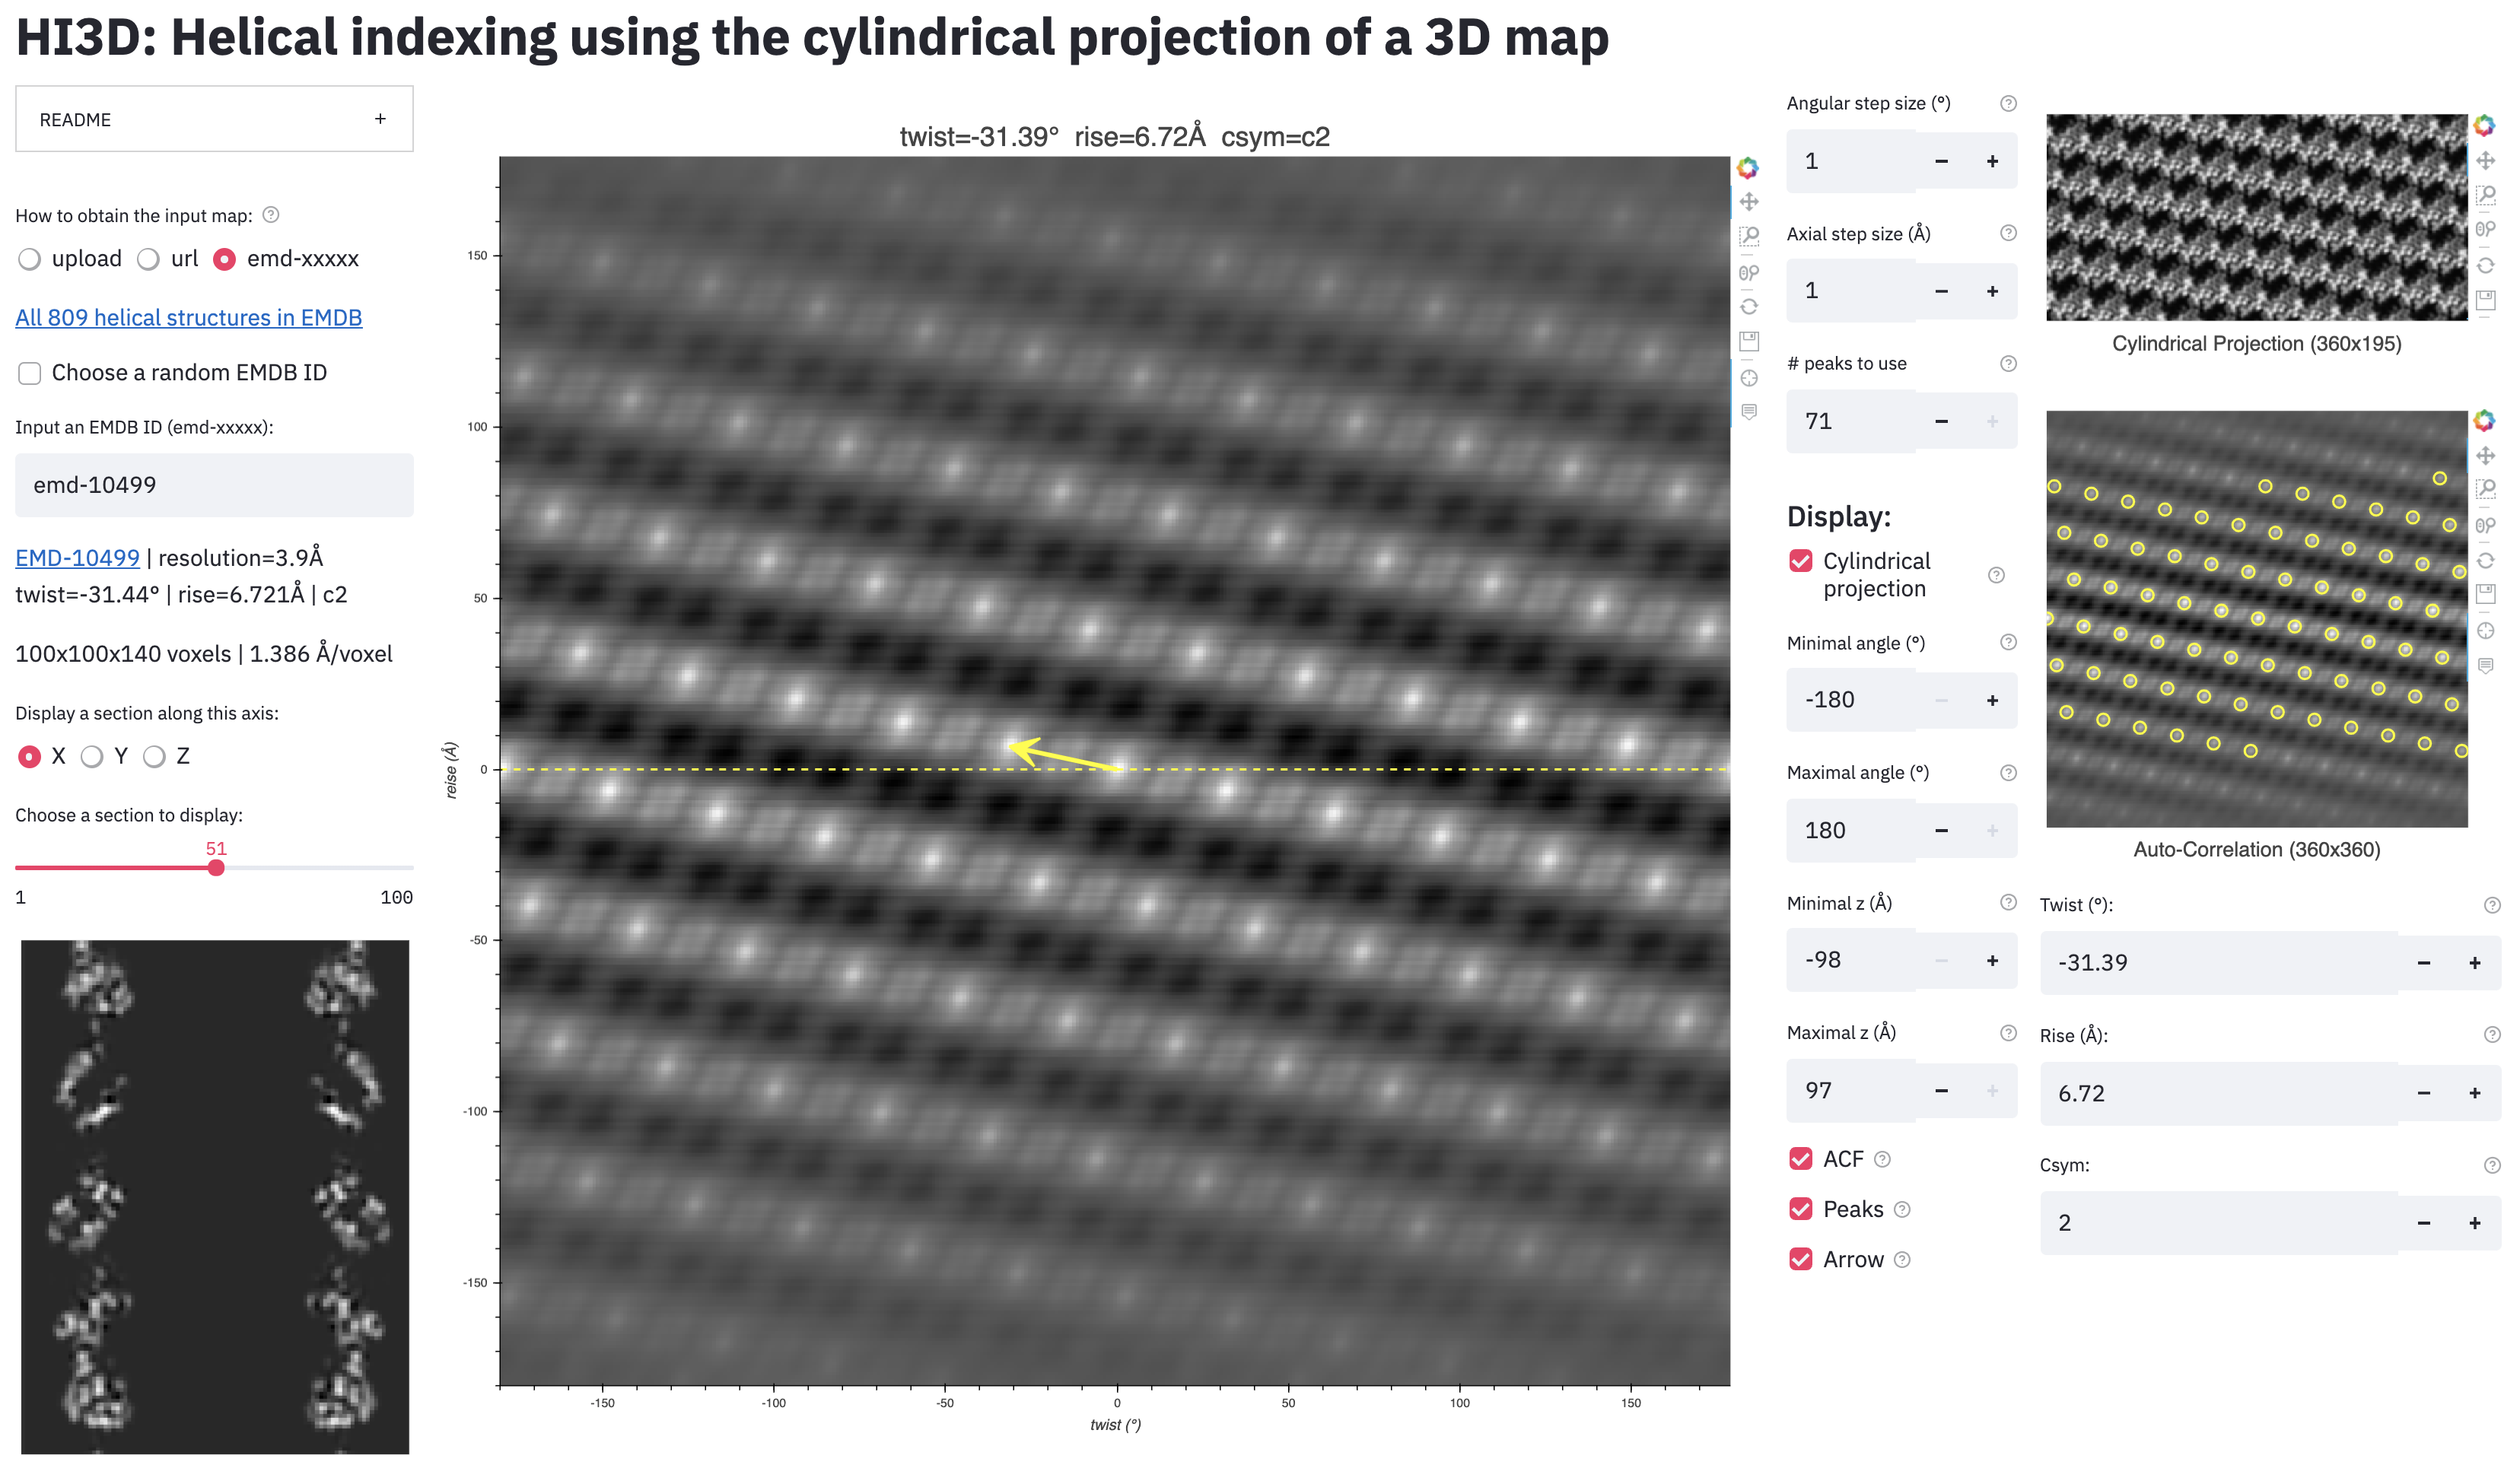 HI3D: Helical indexing using the cylindrical projection of a 3D map
README +
How to obtain the input map:
upload url emd-xxxxx
All 809 helical structures in EMDB
Choose a random EMDB ID
Input an EMDB ID (emd-xxxxx):
emd-10499
EMD-10499 | resolution=3.9Å
twist=-31.44° | rise=6.721Å | c2
100x100x140 voxels | 1.386 Å/voxel
Display a section along this axis:
X Y Z
Choose a section to display:
51
1 100
twist=-31.39° rise=6.72Å csym=c2
150
100
50
0
-50
-100
-150
reise (Å)
-150 -100 -50 0 50 100 150
twist (°)
Angular step size (°)
1 − +
Axial step size (Å)
1 − +
# peaks to use
71 − +
Display:
Cylindrical
projection
Minimal angle (°)
-180 − +
Maximal angle (°)
180 − +
Minimal z (Å)
-98 − +
Maximal z (Å)
97 − +
ACF
Peaks
Arrow
Cylindrical Projection (360x195)
Auto-Correlation (360x360)
Twist (°):
-31.39 − +
Rise (Å):
6.72 − +
Csym:
2 − +